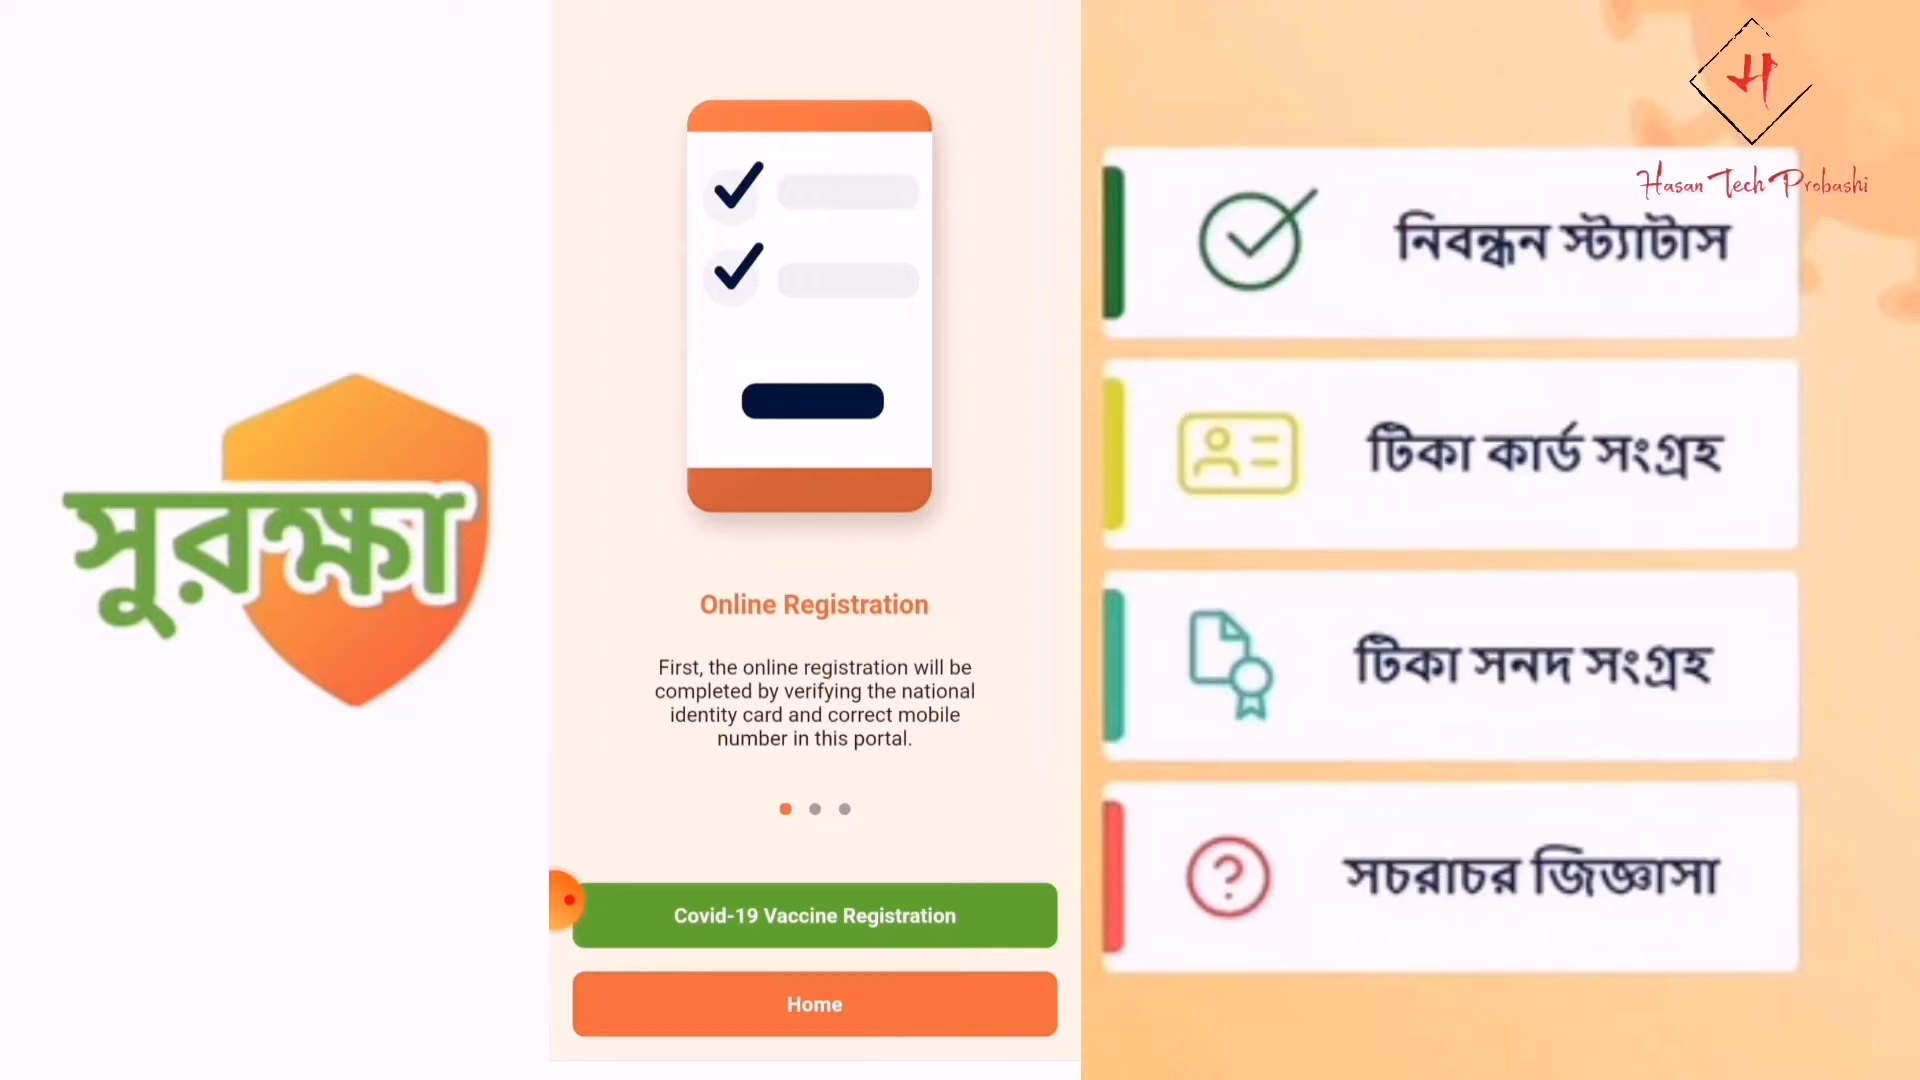 সুরক্ষা
Online Registration
First, the online registration will be
completed by verifying the national
identity card and correct mobile
number in this portal.
Covid-19 Vaccine Registration
Home
H
Hasan Tech Probashi
নিবন্ধন স্ট্যাটাস
টিকা কার্ড সংগ্রহ
টিকা সনদ সংগ্রহ
সচরাচর জিজ্ঞাসা